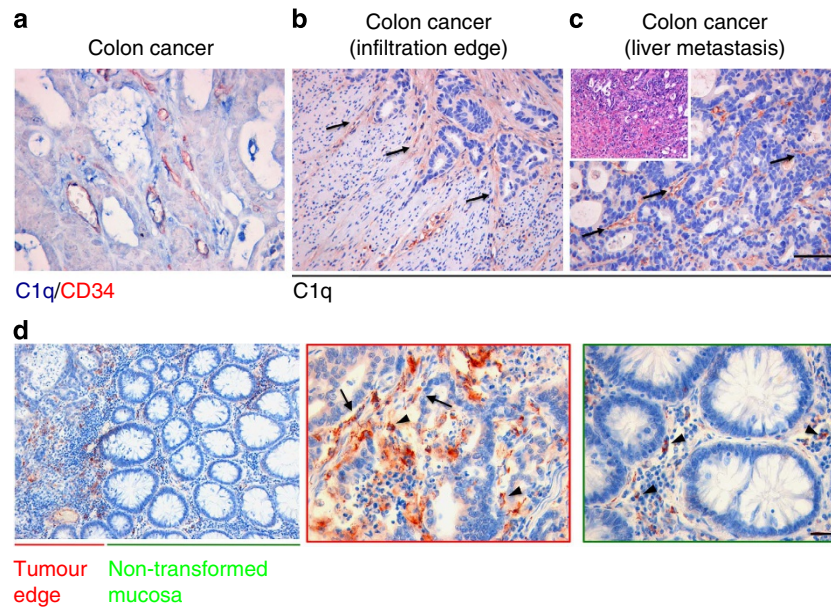 a
Colon cancer
b
Colon cancer
(infiltration edge)
c
Colon cancer
(liver metastasis)
C1q/CD34
C1q
d
Tumour
edge
Non-transformed
mucosa